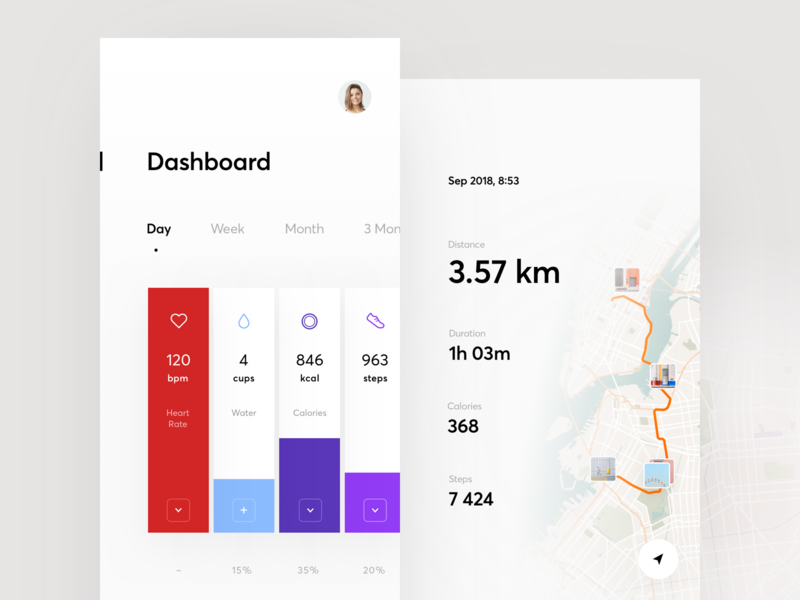 Dashboard
Day Week Month 3 Mon
120 4 846 963
bpm cups kcal steps
Heart Water Calories
Rate
– 15% 35% 20%
Sep 2018, 8:53
Distance
3.57 km
Duration
1h 03m
Calories
368
Steps
7 424